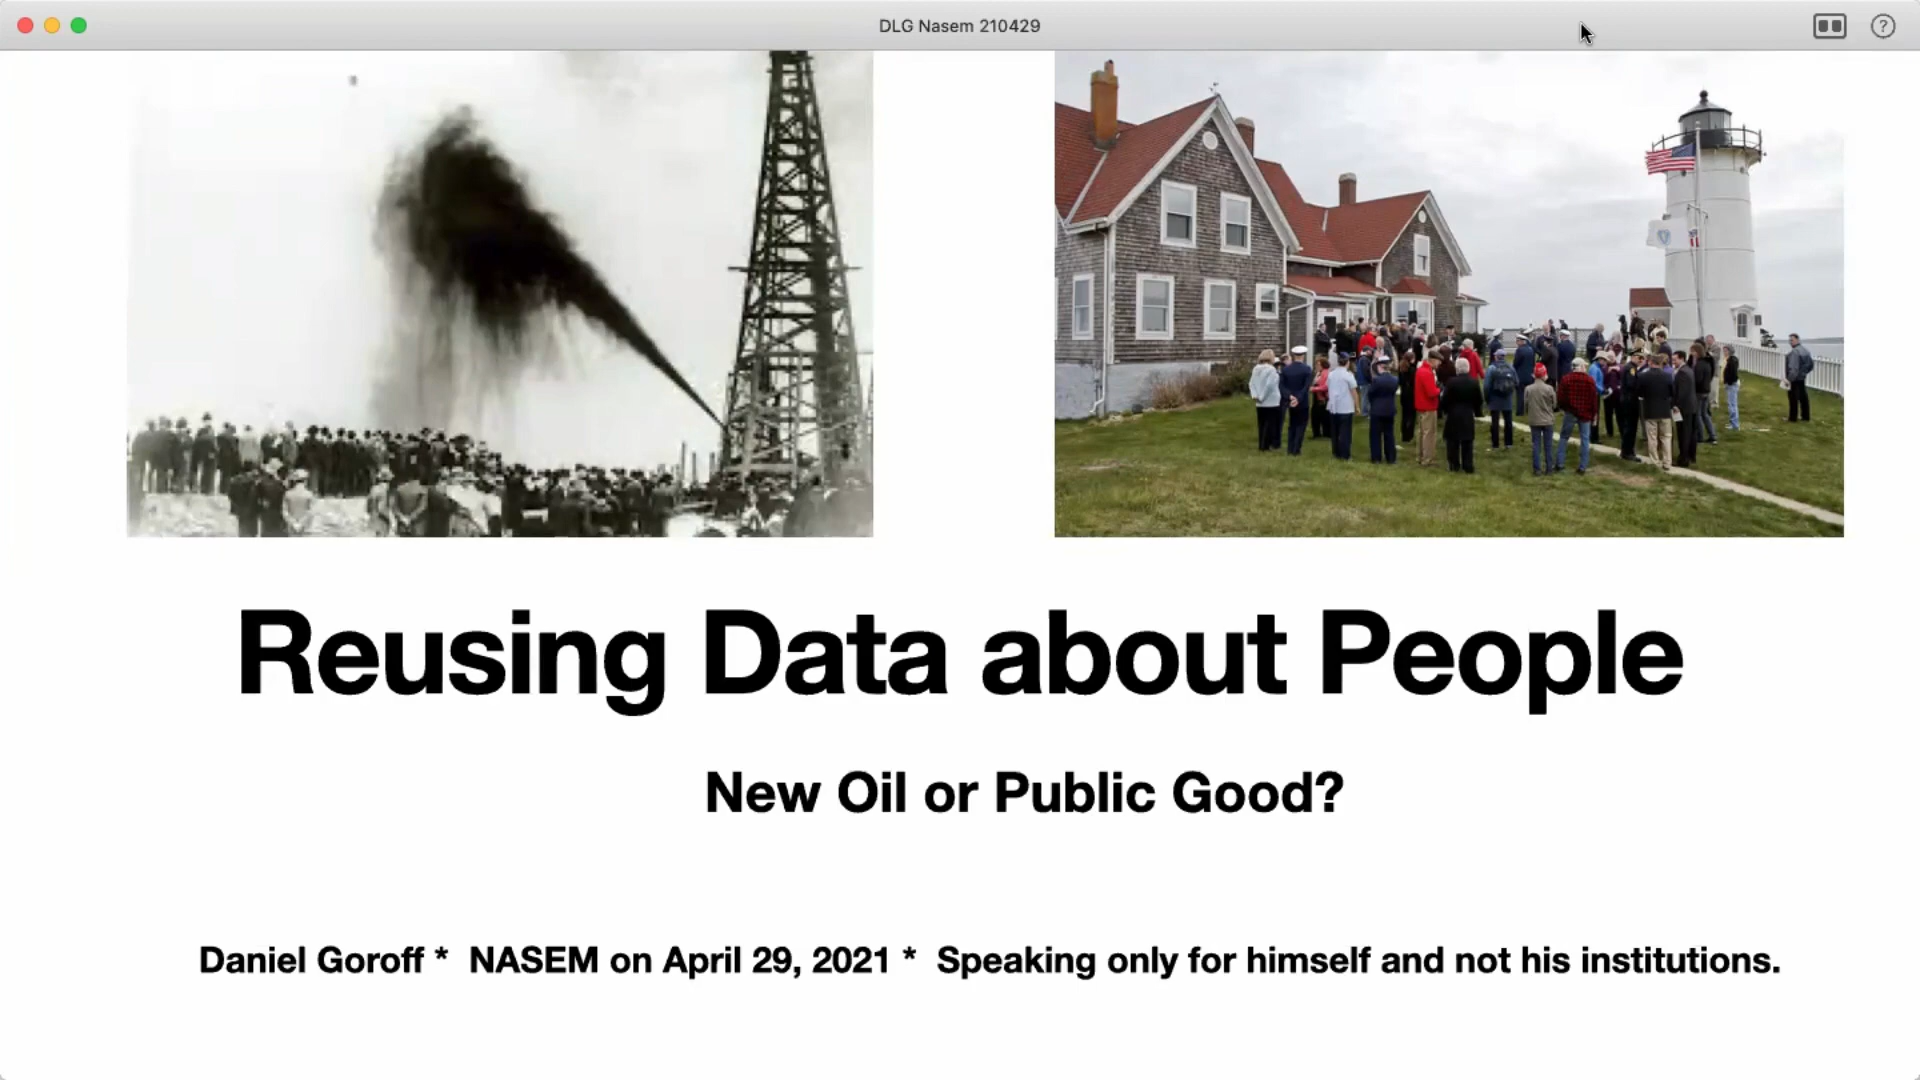 DLG Nasem 210429
Reusing Data about People
New Oil or Public Good?
Daniel Goroff * NASEM on April 29, 2021 * Speaking only for himself and not his institutions.